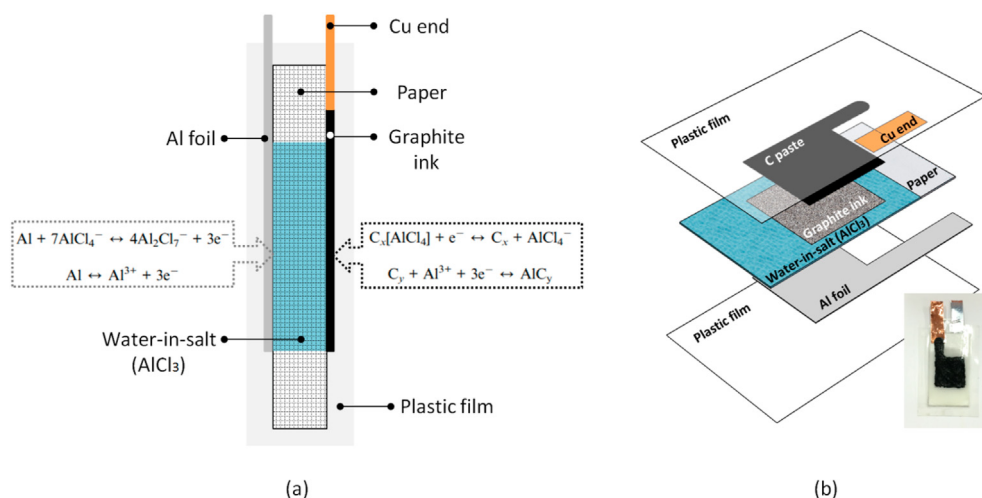 Cu end
Paper
Graphite
ink
Al foil
Al + 7AlCl₄⁻ ↔ 4Al₂Cl₇⁻ + 3e⁻
Al ↔ Al³⁺ + 3e⁻
Cₓ[AlCl₄] + e⁻ ↔ Cₓ + AlCl₄⁻
C_y + Al³⁺ + 3e⁻ ↔ AlC_y
Water-in-salt
(AlCl₃)
Plastic film
(a)
Plastic film
C paste
Cu end
Paper
Graphite ink
Water-in-salt (AlCl₃)
Al foil
Plastic film
(b)